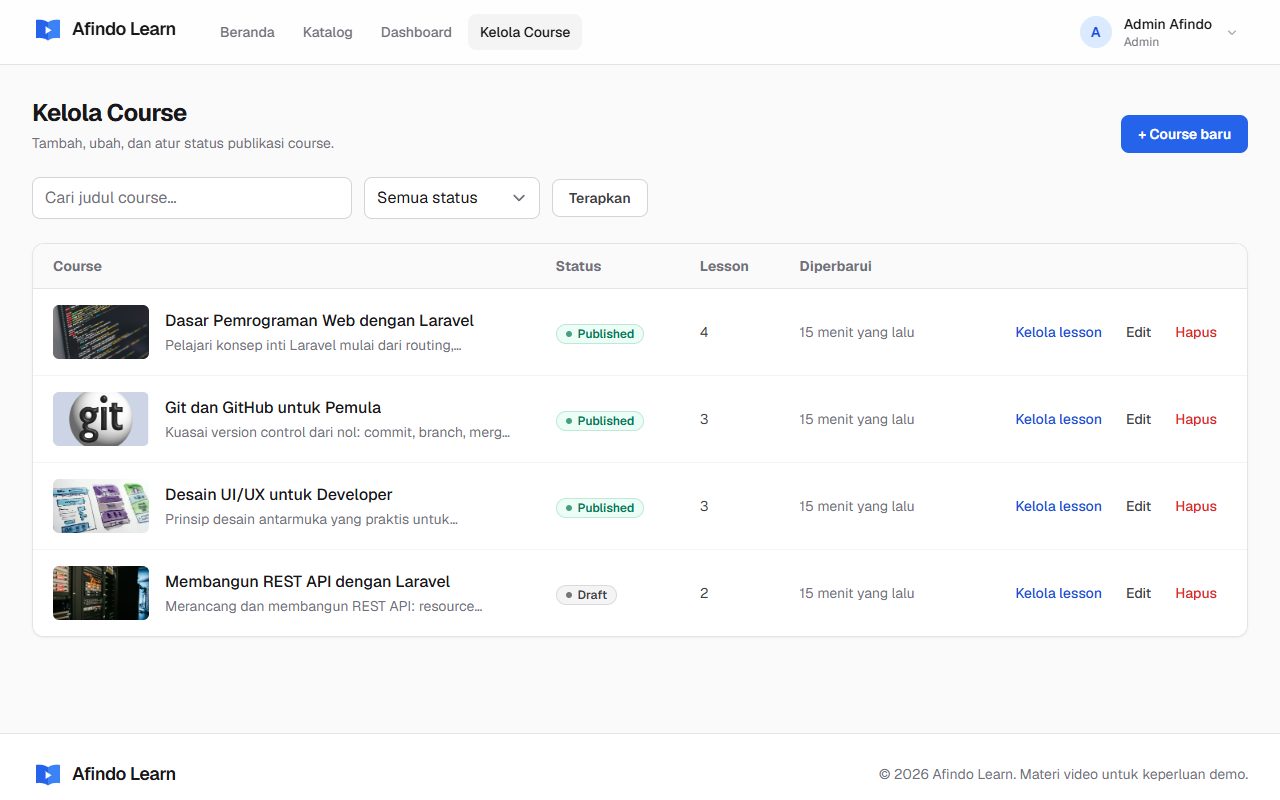 Afindo Learn
Beranda
Katalog
Dashboard
Kelola Course
A
Admin Afindo
Admin
Kelola Course
Tambah, ubah, dan atur status publikasi course.
+ Course baru
Cari judul course...
Semua status
Terapkan
Course Status Lesson Diperbarui
Dasar Pemrograman Web dengan Laravel
Pelajari konsep inti Laravel mulai dari routing,...
Published 4 15 menit yang lalu Kelola lesson Edit Hapus
git
Git dan GitHub untuk Pemula
Kuasai version control dari nol: commit, branch, merg...
Published 3 15 menit yang lalu Kelola lesson Edit Hapus
Desain UI/UX untuk Developer
Prinsip desain antarmuka yang praktis untuk...
Published 3 15 menit yang lalu Kelola lesson Edit Hapus
Membangun REST API dengan Laravel
Merancang dan membangun REST API: resource...
Draft 2 15 menit yang lalu Kelola lesson Edit Hapus
Afindo Learn
© 2026 Afindo Learn. Materi video untuk keperluan demo.